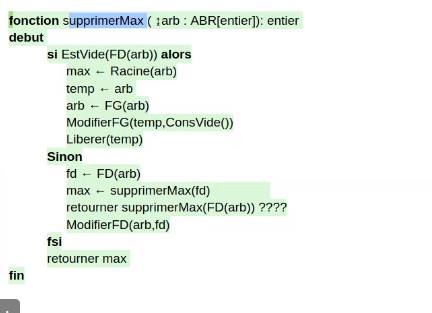 fonction supprimerMax ( ↕arb : ABR[entier]): entier
debut
si EstVide(FD(arb)) alors
max ← Racine(arb)
temp ← arb
arb ← FG(arb)
ModifierFG(temp,ConsVide())
Liberer(temp)
Sinon
fd ← FD(arb)
max ← supprimerMax(fd)
retourner supprimerMax(FD(arb)) ????
ModifierFD(arb,fd)
fsi
retourner max
fin